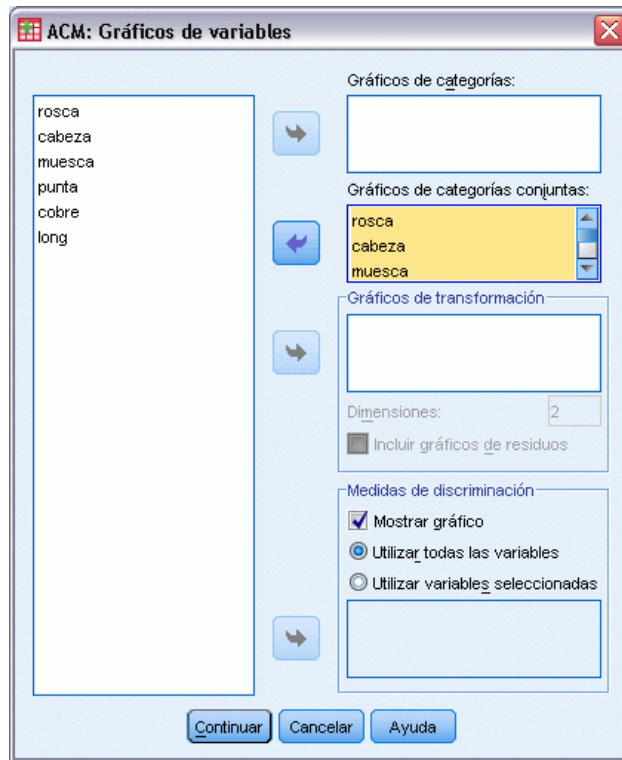 ACM: Gráficos de variables
rosca
cabeza
muesca
punta
cobre
long
Gráficos de categorías:
Gráficos de categorías conjuntas:
rosca
cabeza
muesca
Gráficos de transformación
Dimensiones: 2
Incluir gráficos de residuos
Medidas de discriminación
Mostrar gráfico
Utilizar todas las variables
Utilizar variables seleccionadas
Continuar Cancelar Ayuda